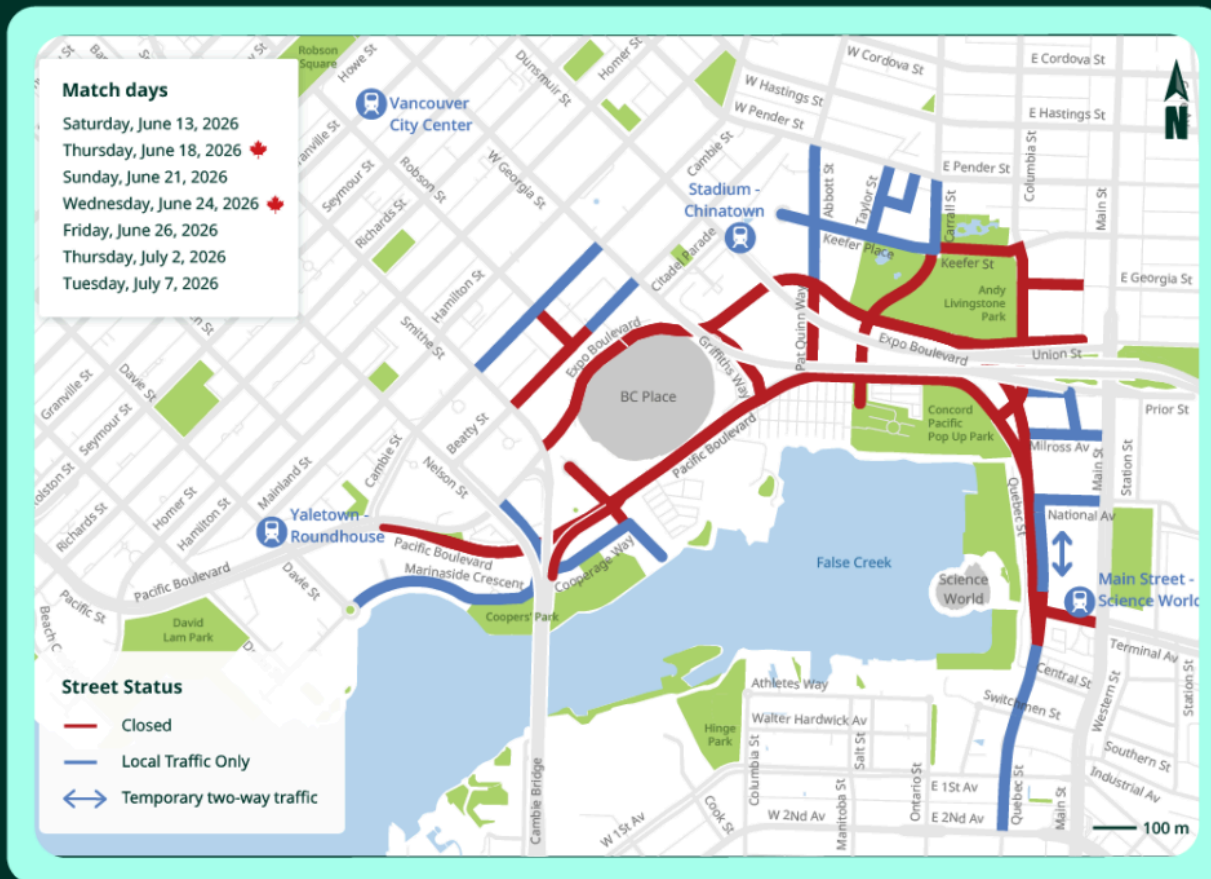 Match days
Saturday, June 13, 2026
Thursday, June 18, 2026
Sunday, June 21, 2026
Wednesday, June 24, 2026
Friday, June 26, 2026
Thursday, July 2, 2026
Tuesday, July 7, 2026
Robson
Square
Howe St
Dunsmuir St
Homer St
W Cordova St
E Cordova St
N
Vancouver
City Center
W Hastings St
W Pender St
E Hastings St
Seymour St
Robson St
W Georgia St
Cambie St
Stadium -
Chinatown
Abbott St
Taylor St
E Pender St
Columbia St
Main St
Carrall St
Richards St
Keefer Place
Keefer St
Citadel Parade
E Georgia St
Hamilton St
Andy
Livingstone
Park
Smithe St
Expo Boulevard
Griffiths Way
Pat Quinn Way
Expo Boulevard
Union St
Granville St
Davie St
BC Place
Prior St
Seymour St
Beatty St
Concord
Pacific
Pop Up Park
Pacific Boulevard
Milross Av
Cambie St
Nelson St
Mainland St
Main St
Station St
Homer St
Hamilton St
Richards St
Quebec St
National Av
Yaletown -
Roundhouse
Pacific Boulevard
Marinaside Crescent
Cooperage Way
False Creek
Science
World
Main Street -
Science World
Pacific Boulevard
Davie St
Pacific St
Coopers' Park
David
Lam Park
Terminal Av
Central St
Switchmen St
Western St
Station St
Street Status
Closed
Local Traffic Only
Temporary two-way traffic
Athletes Way
Walter Hardwick Av
Hinge
Park
Columbia St
Salt St
Southern St
Industrial Av
Cambie Bridge
Manitoba St
Ontario St
E 1st Av
Quebec St
Main St
Cook St
W 1st Av
W 2nd Av
E 2nd Av
100 m